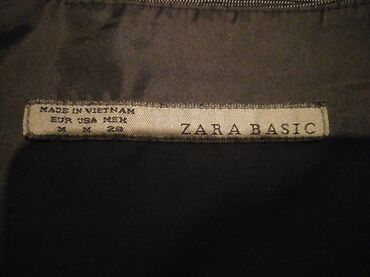 MADE IN VIETNAM
EUR USA MEX
M M 28
ZARA BASIC